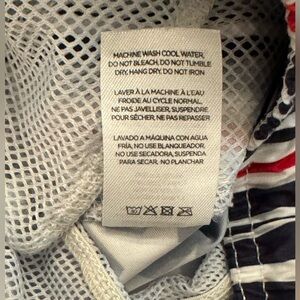 MACHINE WASH COOL WATER,
DO NOT BLEACH, DO NOT TUMBLE
DRY, HANG DRY, DO NOT IRON
LAVER À LA MACHINE À L'EAU
FROIDE AU CYCLE NORMAL,
NE PAS JAVELLISER, SUSPENDRE
POUR SÉCHER, NE PAS REPASSER
LAVADO A MÁQUINA CON AGUA
FRÍA, NO USE BLANQUEADOR,
NO USE SECADORA, SUSPENDA
PARA SECAR, NO PLANCHAR